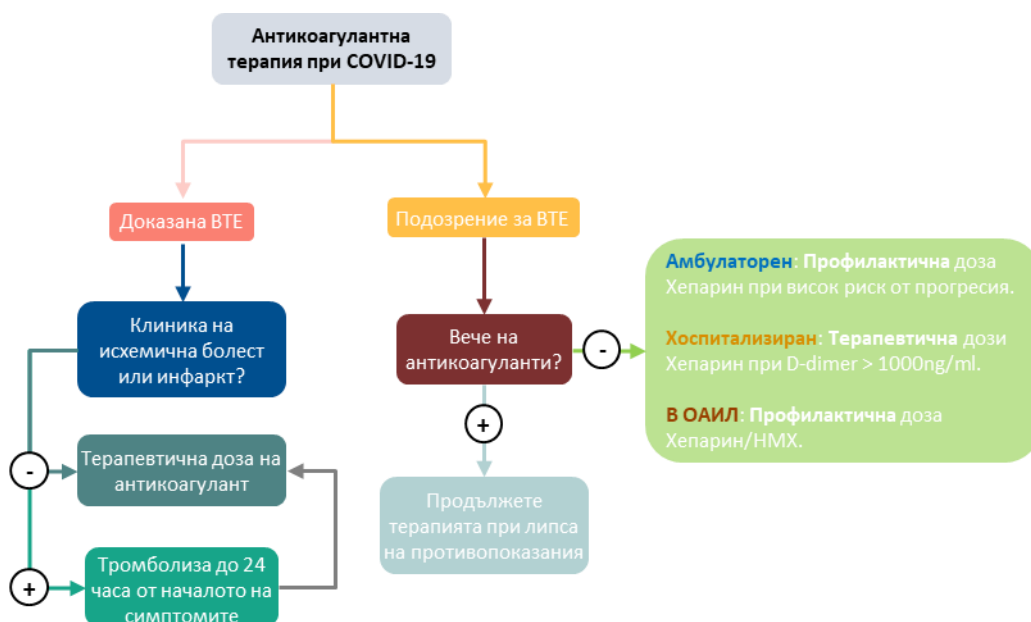 Антикоагулантна
терапия при COVID-19
Доказана ВТЕ
Подозрение за ВТЕ
Клиника на
исхемична болест
или инфаркт?
Вече на
антикоагуланти?
-
Амбулаторен: Профилактична доза
Хепарин при висок риск от прогресия.
Хоспитализиран: Терапевтична дози
Хепарин при D-dimer > 1000ng/ml.
В ОАИЛ: Профилактична доза
Хепарин/НМХ.
+
-
Терапевтична доза на
антикоагулант
Продължете
терапията при липса
на противопоказания
+
Тромболиза до 24
часа от началото на
симптомите